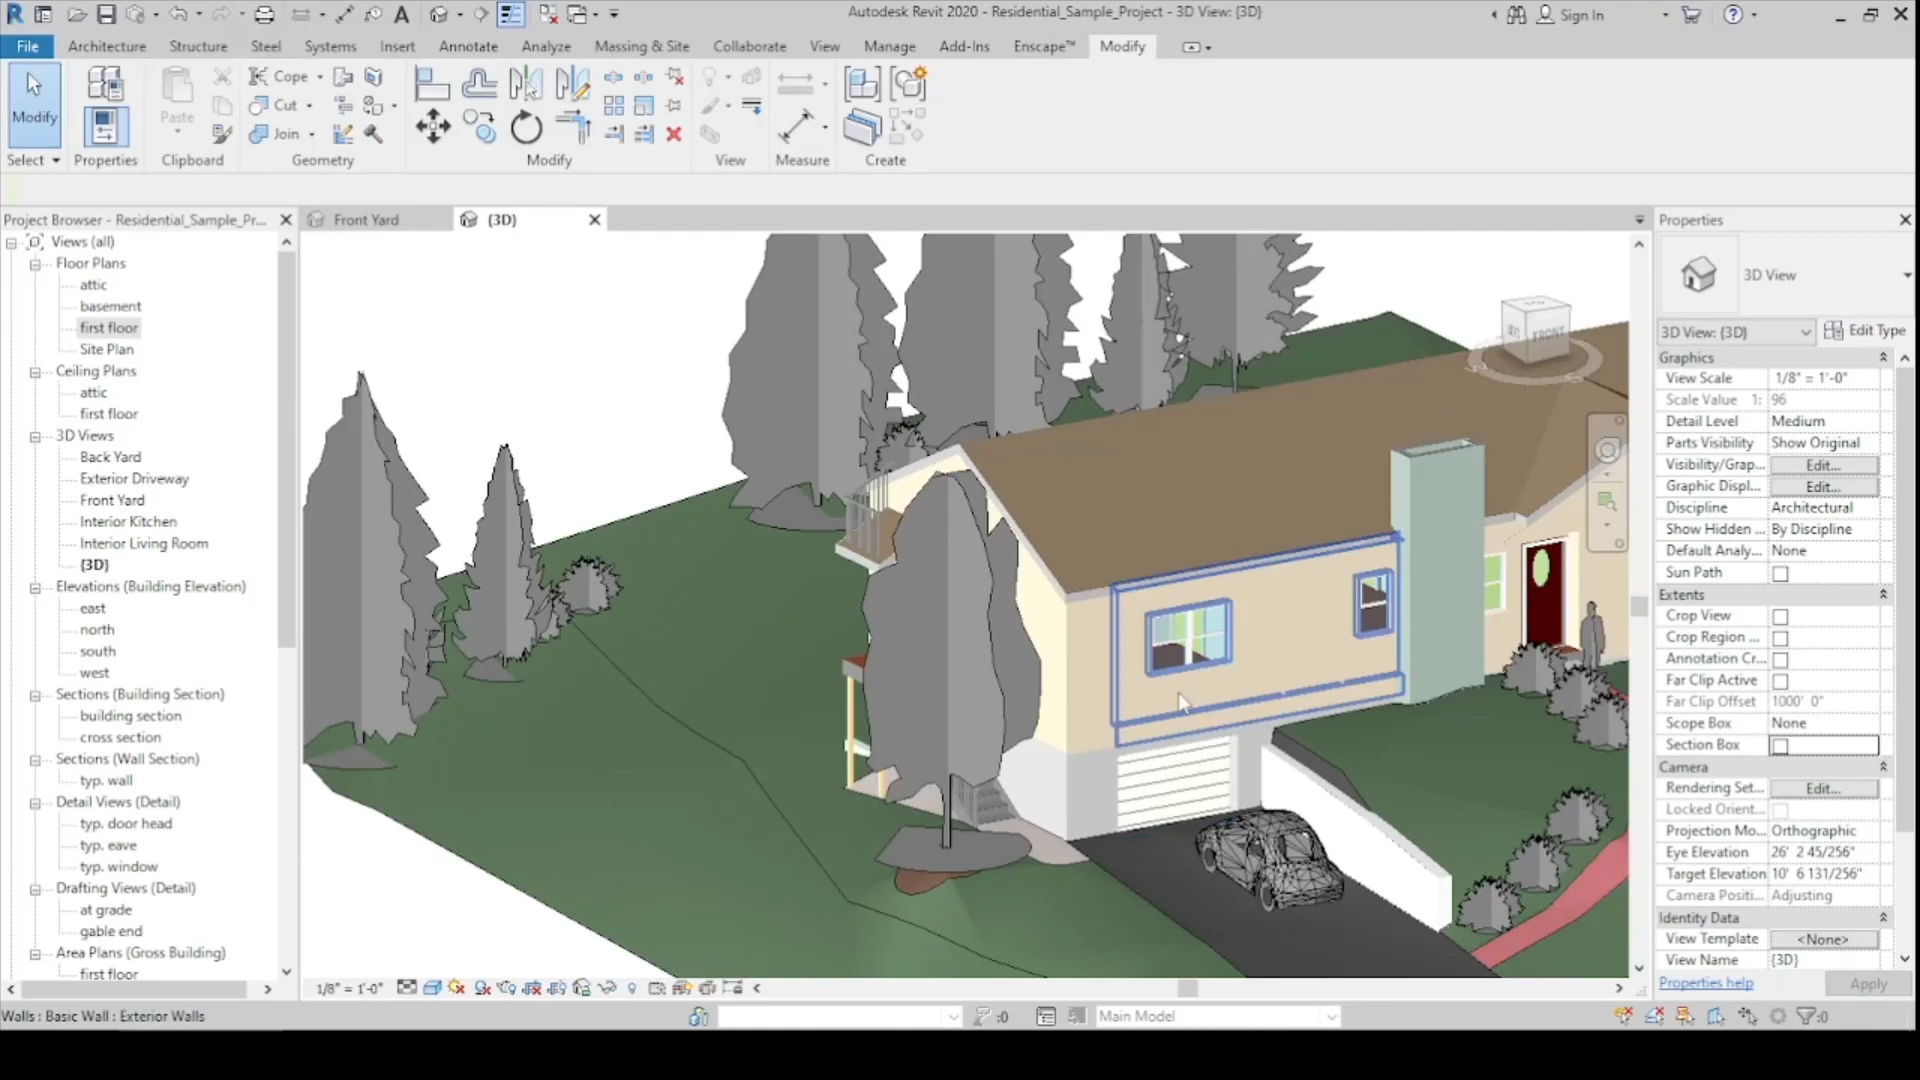 Autodesk Revit 2020 - Residential_Sample_Project - 3D View: {3D}
Sign In
File Architecture Structure Steel Systems Insert Annotate Analyze Massing & Site Collaborate View Manage Add-Ins Enscape™ Modify
Modify
Paste
Cope
Cut
Join
Select Properties Clipboard Geometry Modify View Measure Create
Project Browser - Residential_Sample_Pr...
Views (all)
Floor Plans
attic
basement
first floor
Site Plan
Ceiling Plans
attic
first floor
3D Views
Back Yard
Exterior Driveway
Front Yard
Interior Kitchen
Interior Living Room
{3D}
Elevations (Building Elevation)
east
north
south
west
Sections (Building Section)
building section
cross section
Sections (Wall Section)
typ. wall
Detail Views (Detail)
typ. door head
typ. eave
typ. window
Drafting Views (Detail)
at grade
gable end
Area Plans (Gross Building)
first floor
Front Yard
{3D}
FRONT
1/8" = 1'-0"
Properties
3D View
3D View: {3D} Edit Type
Graphics
View Scale 1/8" = 1'-0"
Scale Value 1: 96
Detail Level Medium
Parts Visibility Show Original
Visibility/Grap... Edit...
Graphic Displ... Edit...
Discipline Architectural
Show Hidden ... By Discipline
Default Analy... None
Sun Path
Extents
Crop View
Crop Region ...
Annotation Cr...
Far Clip Active
Far Clip Offset 1000' 0"
Scope Box None
Section Box
Camera
Rendering Set... Edit...
Locked Orient...
Projection Mo... Orthographic
Eye Elevation 26' 2 45/256"
Target Elevation 10' 6 131/256"
Camera Positi... Adjusting
Identity Data
View Template <None>
View Name {3D}
Properties help Apply
Walls : Basic Wall : Exterior Walls
:0
Main Model
:0